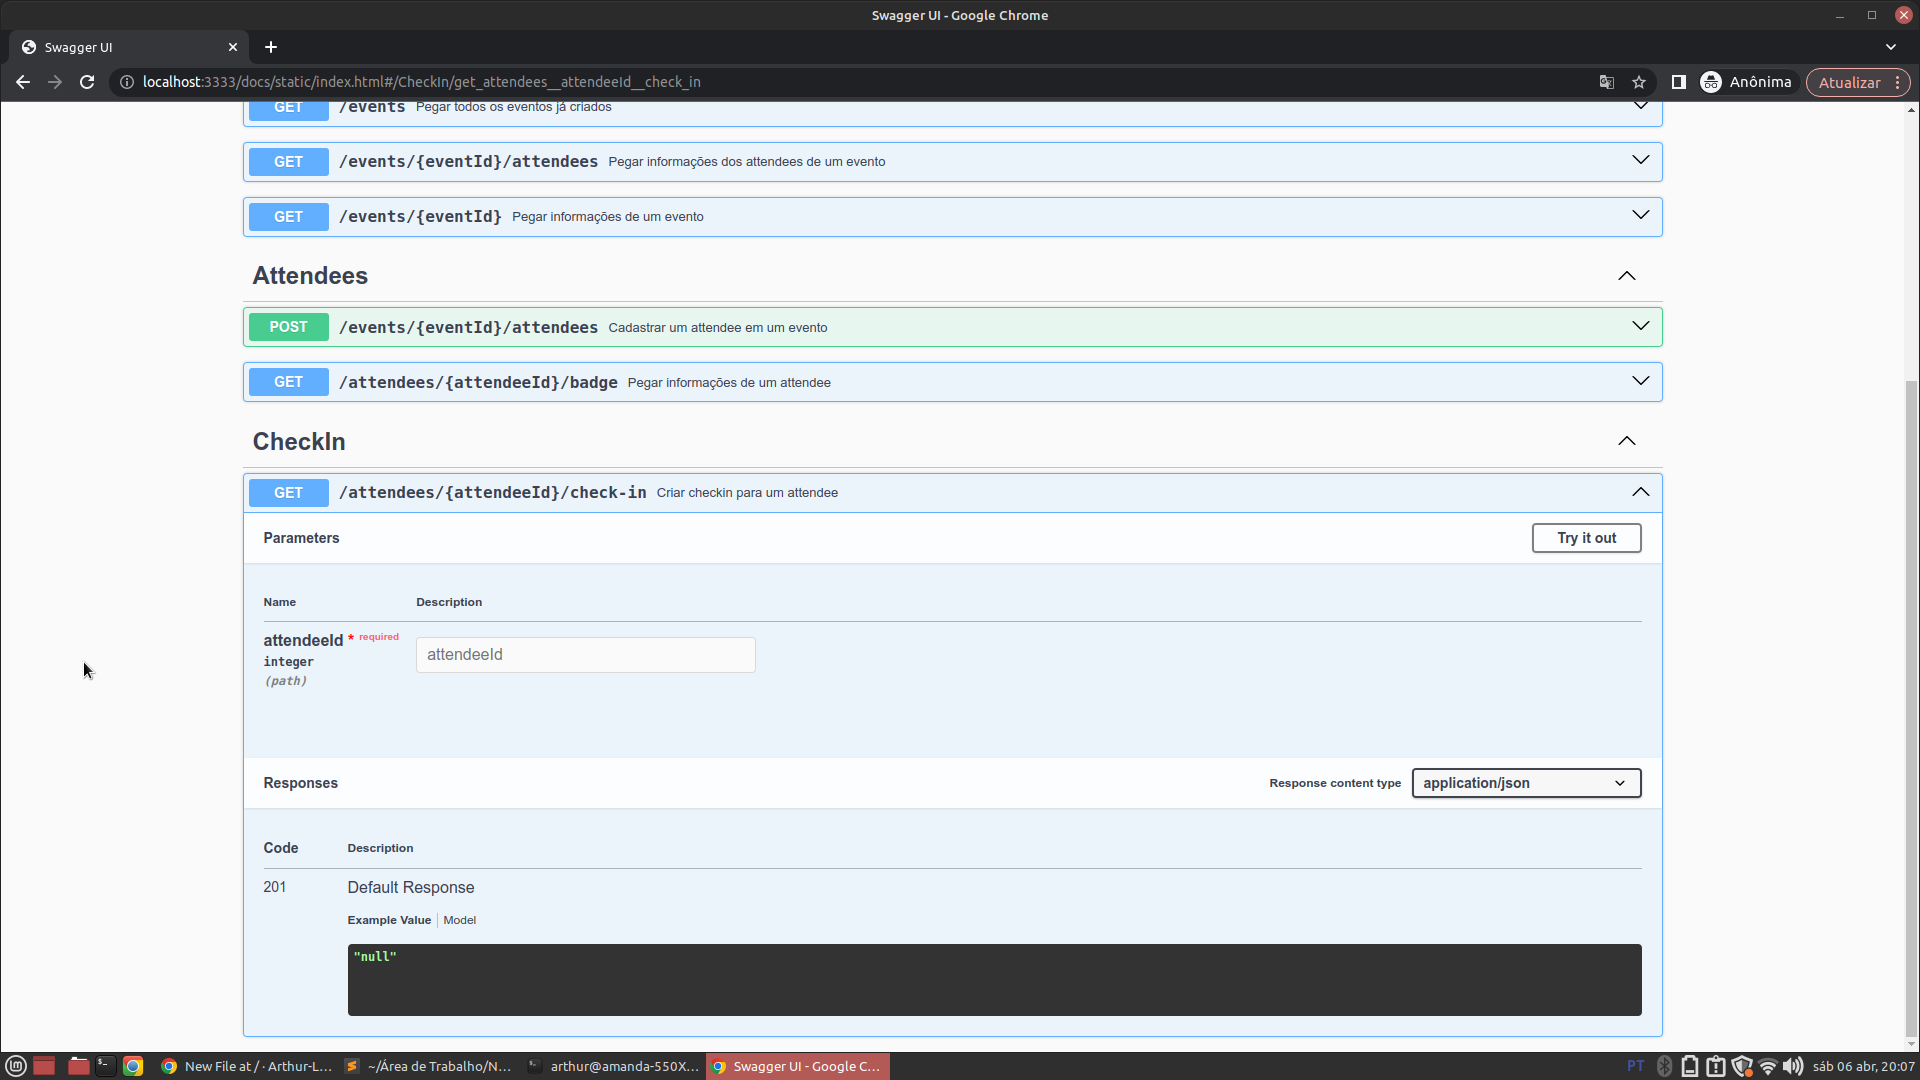 Swagger UI - Google Chrome
Swagger UI
localhost:3333/docs/static/index.html#/CheckIn/get_attendees__attendeeId__check_in
Anônima
Atualizar
GET /events Pegar todos os eventos já criados
GET /events/{eventId}/attendees Pegar informações dos attendees de um evento
GET /events/{eventId} Pegar informações de um evento
Attendees
POST /events/{eventId}/attendees Cadastrar um attendee em um evento
GET /attendees/{attendeeId}/badge Pegar informações de um attendee
CheckIn
GET /attendees/{attendeeId}/check-in Criar checkin para um attendee
Parameters
Try it out
Name Description
attendeeId * required
integer
(path)
attendeeId
Responses
Response content type
application/json
Code Description
201 Default Response
Example Value Model
"null"
New File at / · Arthur-L...
~/Área de Trabalho/N...
arthur@amanda-550X...
Swagger UI - Google C...
PT
sáb 06 abr, 20:07